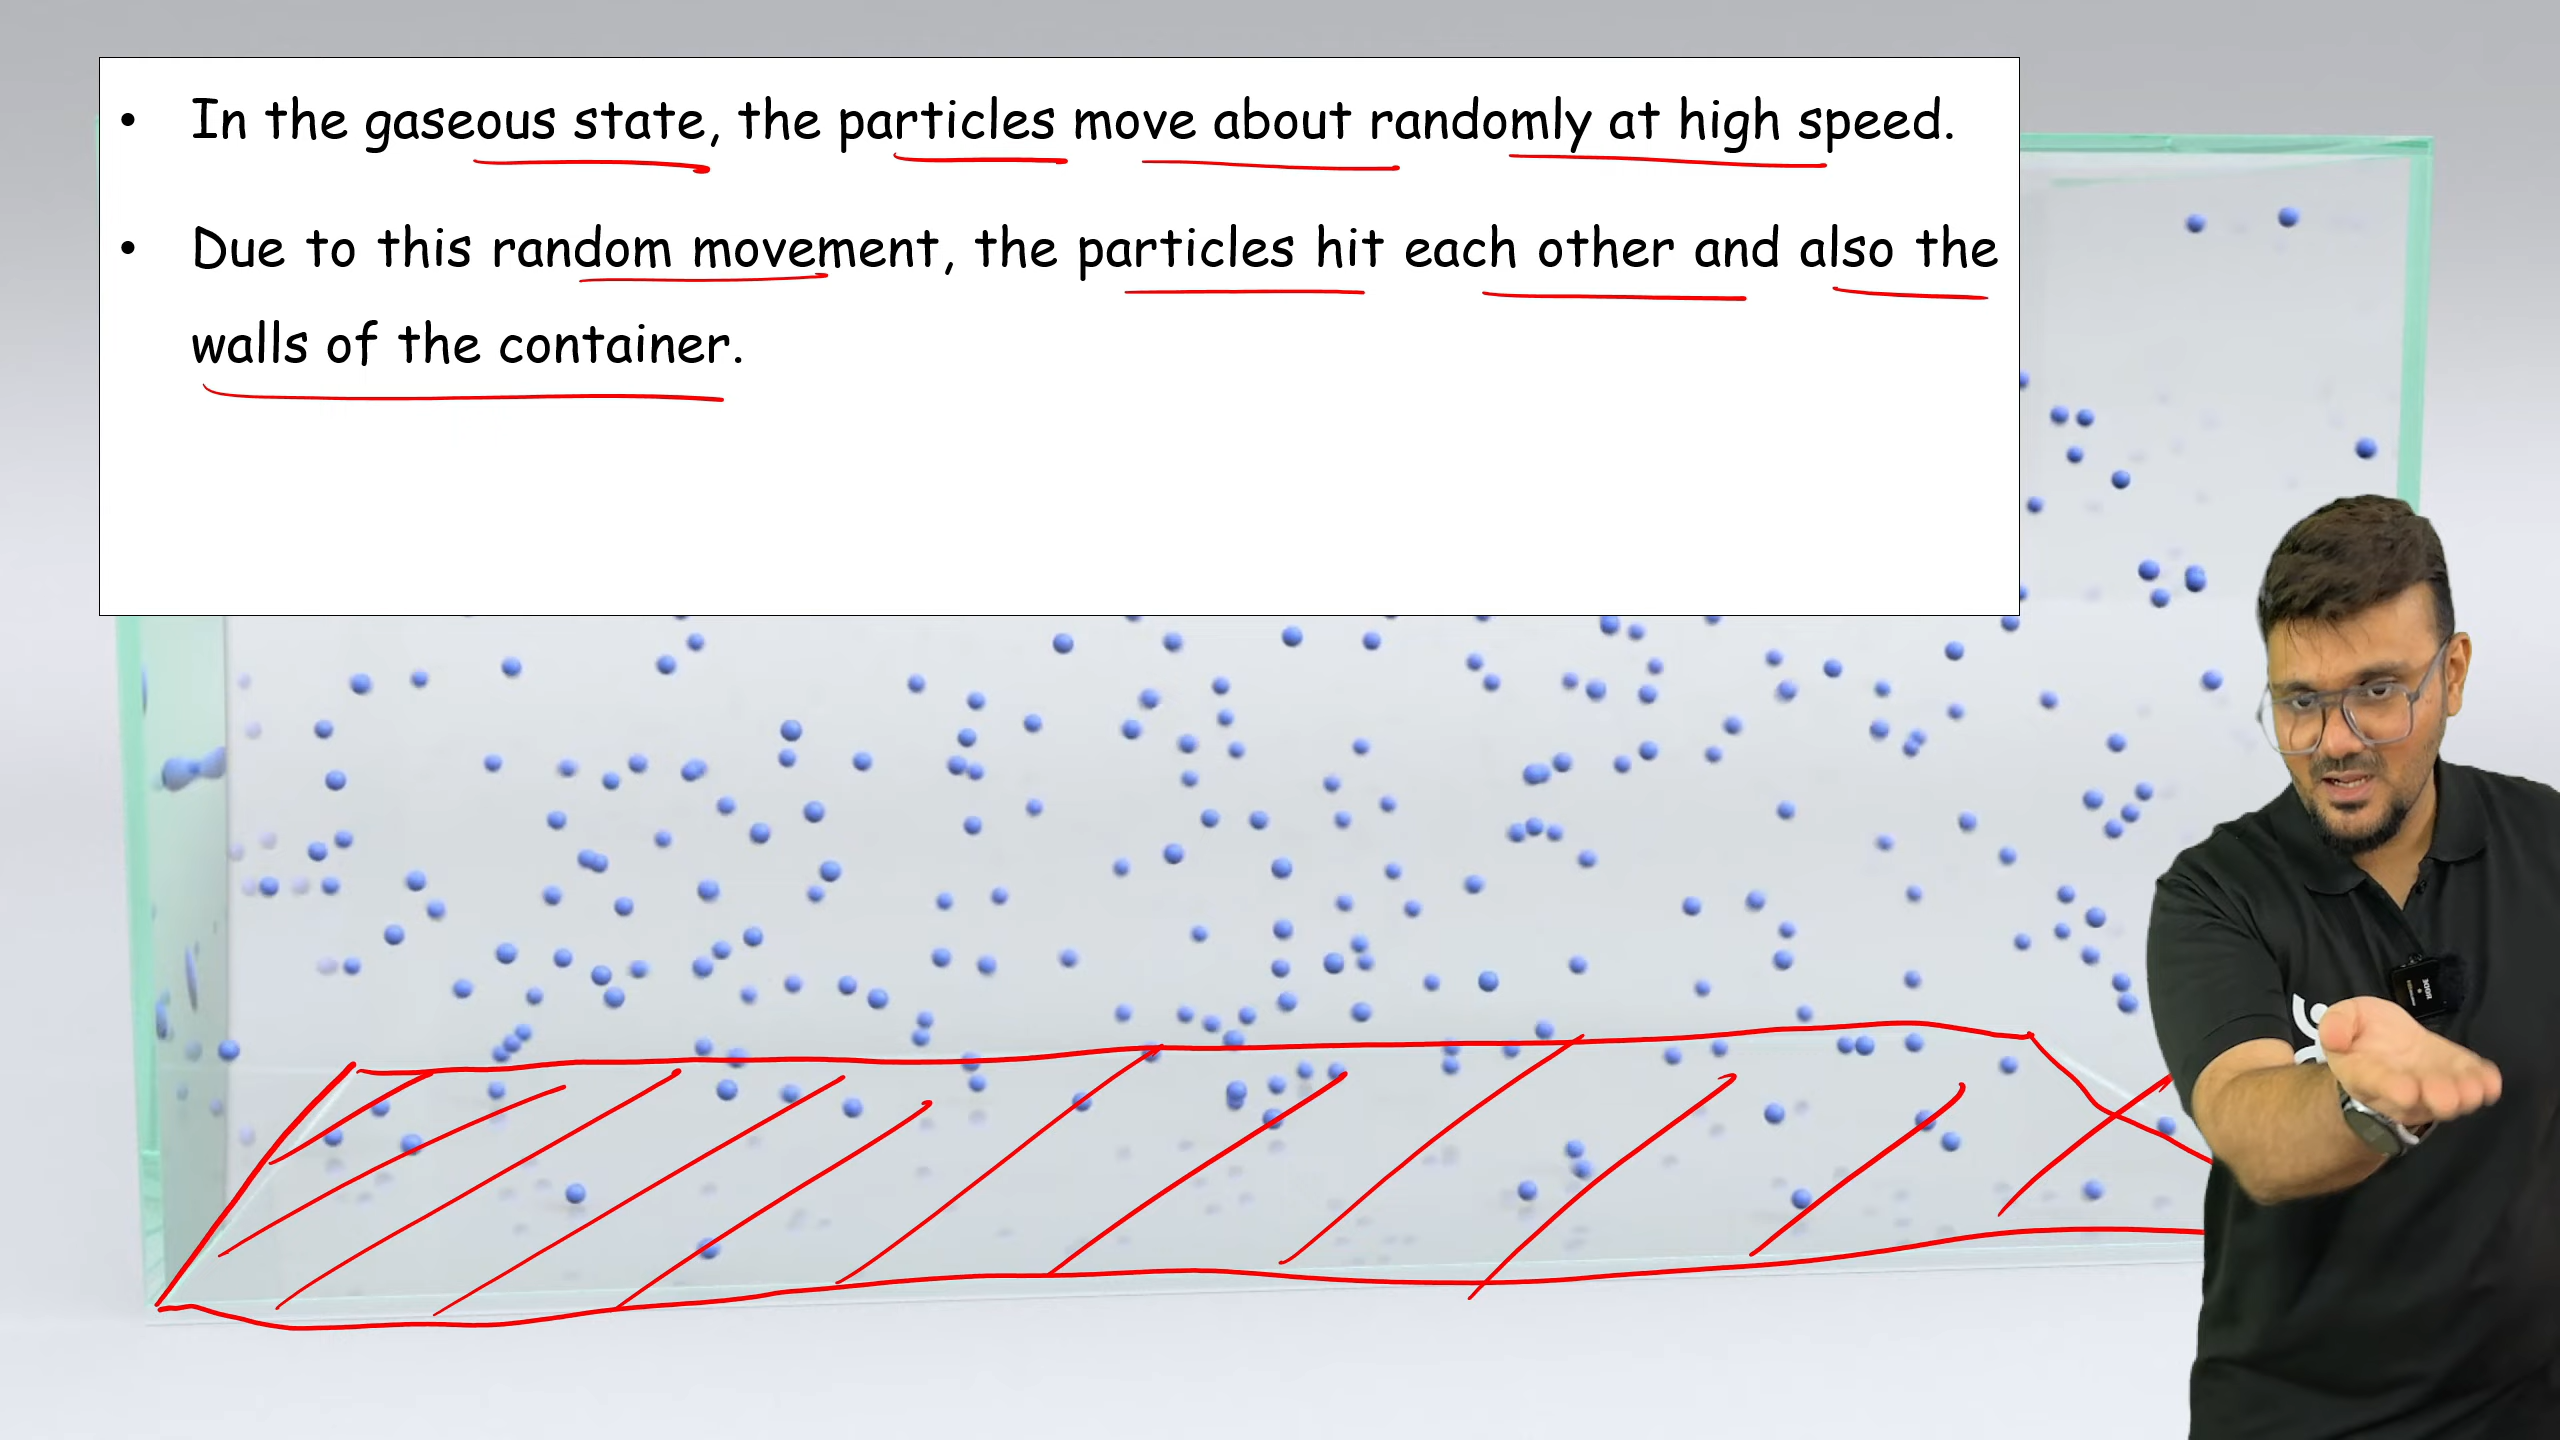 • In the gaseous state, the particles move about randomly at high speed.
• Due to this random movement, the particles hit each other and also the
walls of the container.